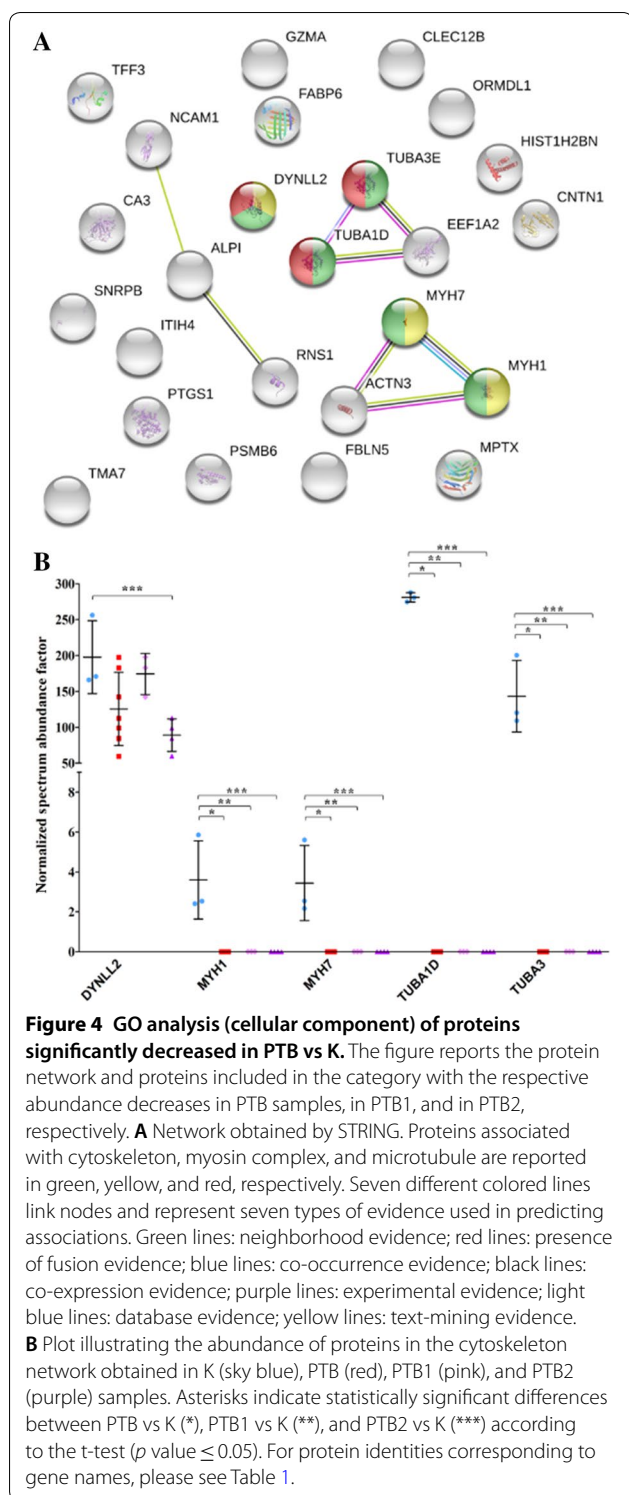 A
GZMA
CLEC12B
TFF3
FABP6
ORMDL1
NCAM1
HIST1H2BN
TUBA3E
DYNLL2
CA3
CNTN1
TUBA1D
EEF1A2
ALPI
SNRPB
MYH7
ITIH4
RNS1
MYH1
ACTN3
PTGS1
PSMB6
FBLN5
MPTX
TMA7
B
Normalized spectrum abundance factor
300
250
200
150
100
50
8
6
4
2
0
***
***
**
*
***
**
*
***
**
*
***
**
*
DYNLL2
MYH1
MYH7
TUBA1D
TUBA3
Figure 4 GO analysis (cellular component) of proteins
significantly decreased in PTB vs K. The figure reports the protein
network and proteins included in the category with the respective
abundance decreases in PTB samples, in PTB1, and in PTB2,
respectively. A Network obtained by STRING. Proteins associated
with cytoskeleton, myosin complex, and microtubule are reported
in green, yellow, and red, respectively. Seven different colored lines
link nodes and represent seven types of evidence used in predicting
associations. Green lines: neighborhood evidence; red lines: presence
of fusion evidence; blue lines: co-occurrence evidence; black lines:
co-expression evidence; purple lines: experimental evidence; light
blue lines: database evidence; yellow lines: text-mining evidence.
B Plot illustrating the abundance of proteins in the cytoskeleton
network obtained in K (sky blue), PTB (red), PTB1 (pink), and PTB2
(purple) samples. Asterisks indicate statistically significant differences
between PTB vs K (*), PTB1 vs K (**), and PTB2 vs K (***) according
to the t-test (p value ≤ 0.05). For protein identities corresponding to
gene names, please see Table 1.